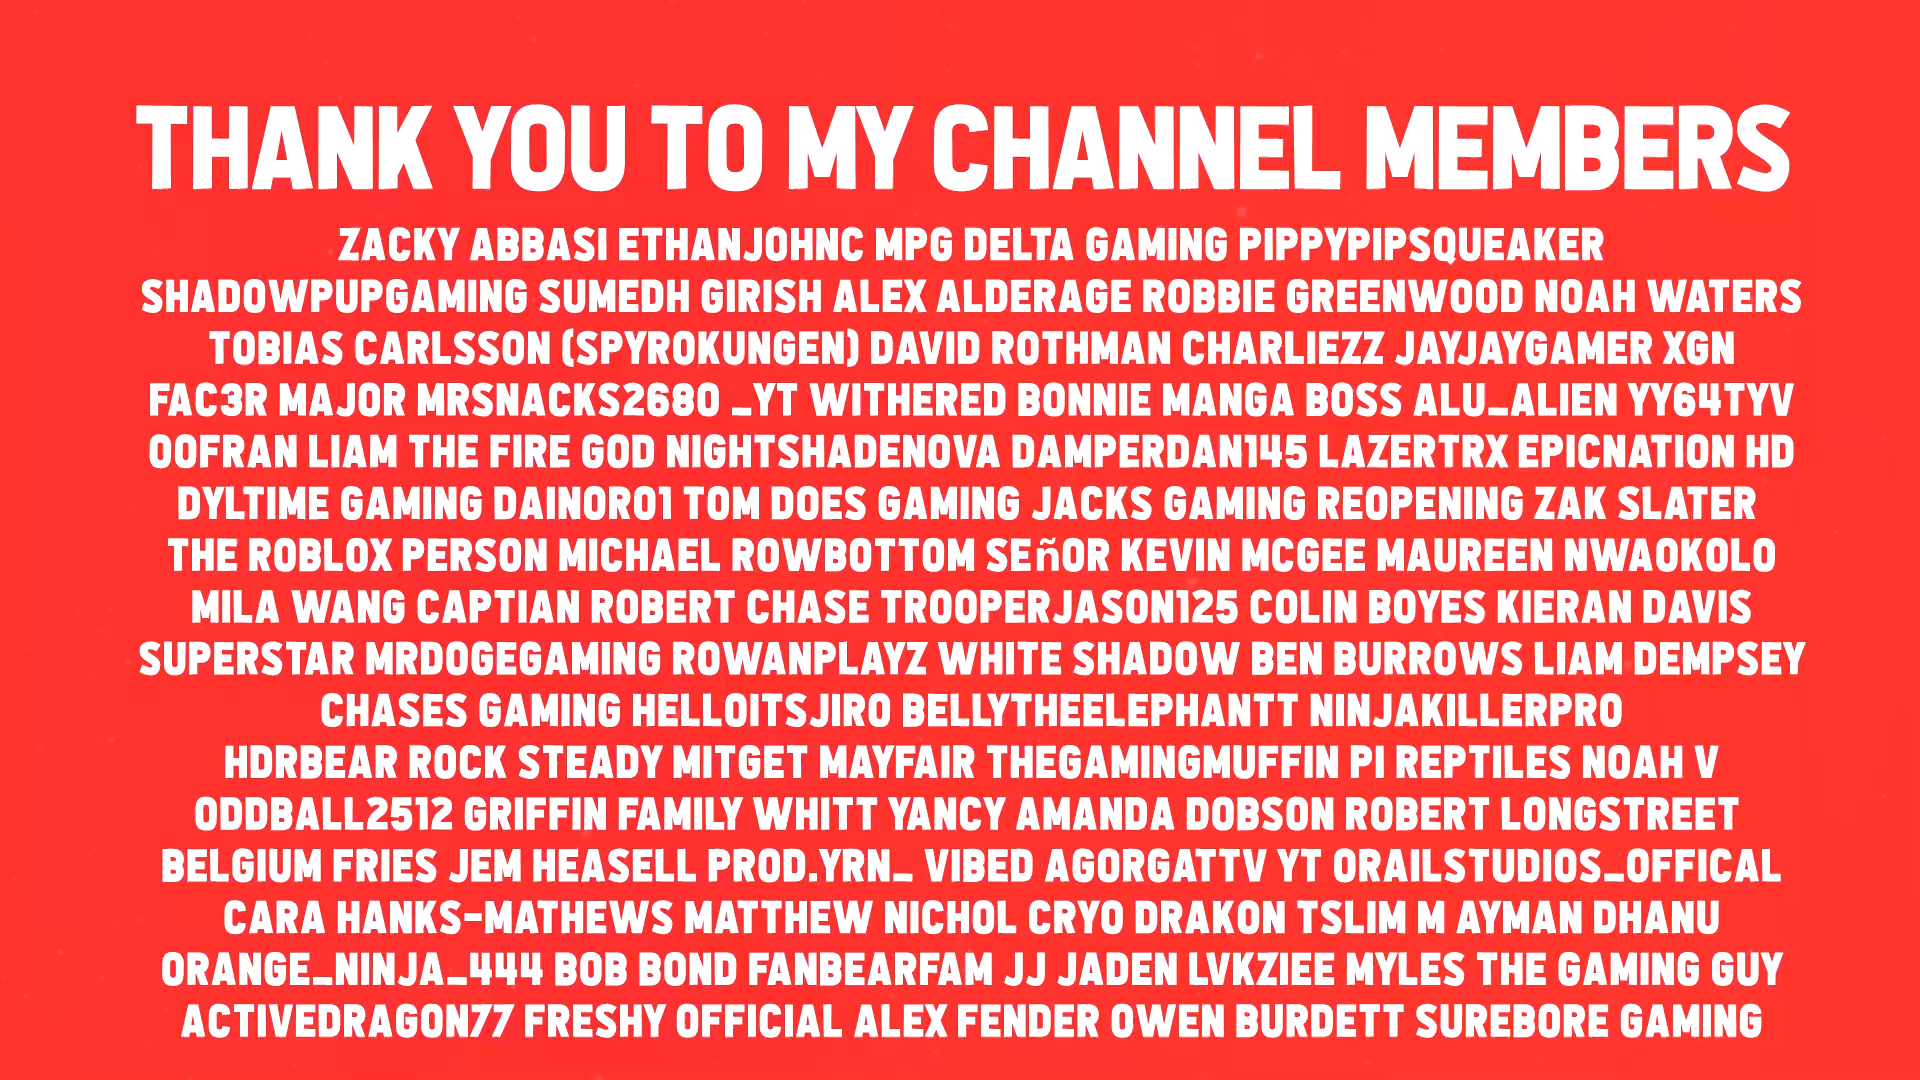 THANK YOU TO MY CHANNEL MEMBERS
ZACKY ABBASI ETHANJOHNC MPG DELTA GAMING PIPPYPIPSQUEAKER
SHADOWPUPGAMING SUMEDH GIRISH ALEX ALDERAGE ROBBIE GREENWOOD NOAH WATERS
TOBIAS CARLSSON (SPYROKUNGEN) DAVID ROTHMAN CHARLIEZZ JAYJAYGAMER XGN
FAC3R MAJOR MRSNACKS2680 _YT WITHERED BONNIE MANGA BOSS ALU_ALIEN YY64TYV
OOFRAN LIAM THE FIRE GOD NIGHTSHADENOVA DAMPERDAN145 LAZERTRX EPICNATION HD
DYLTIME GAMING DAINORO1 TOM DOES GAMING JACKS GAMING REOPENING ZAK SLATER
THE ROBLOX PERSON MICHAEL ROWBOTTOM SEñOR KEVIN MCGEE MAUREEN NWAOKOLO
MILA WANG CAPTIAN ROBERT CHASE TROOPERJASON125 COLIN BOYES KIERAN DAVIS
SUPERSTAR MRDOGEGAMING ROWANPLAYZ WHITE SHADOW BEN BURROWS LIAM DEMPSEY
CHASES GAMING HELLOITSJIRO BELLYTHEELEPHANTT NINJAKILLERPRO
HDRBEAR ROCK STEADY MITGET MAYFAIR THEGAMINGMUFFIN PI REPTILES NOAH V
ODDBALL2512 GRIFFIN FAMILY WHITT YANCY AMANDA DOBSON ROBERT LONGSTREET
BELGIUM FRIES JEM HEASELL PROD.YRN_ VIBED AGORGATTV YT ORAILSTUDIOS_OFFICAL
CARA HANKS-MATHEWS MATTHEW NICHOL CRYO DRAKON TSLIM M AYMAN DHANU
ORANGE_NINJA_444 BOB BOND FANBEARFAM JJ JADEN LVKZIEE MYLES THE GAMING GUY
ACTIVEDRAGON77 FRESHY OFFICIAL ALEX FENDER OWEN BURDETT SUREBORE GAMING